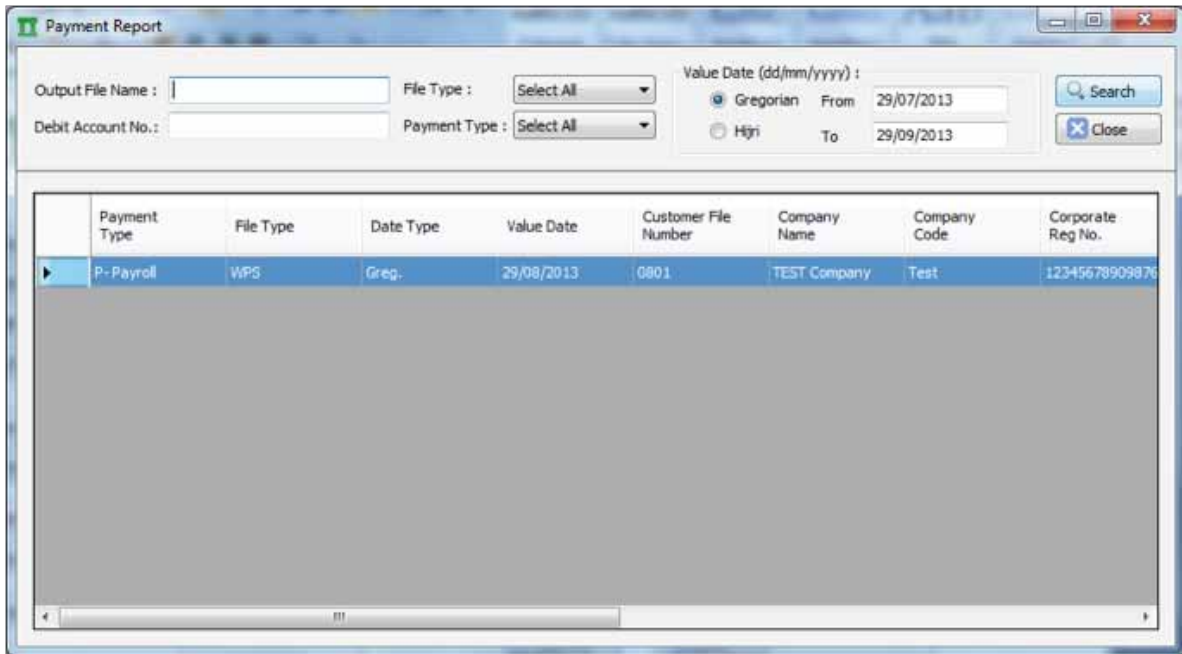 Payment Report
Output File Name :
File Type :
Select All
Value Date (dd/mm/yyyy) :
Gregorian From 29/07/2013
Search
Debit Account No.:
Payment Type : Select All
Hijri To 29/09/2013
Close
Payment Type
File Type
Date Type
Value Date
Customer File Number
Company Name
Company Code
Corporate Reg No.
P-Payroll WPS Greg. 29/08/2013 0801 TEST Company Test 12345678909876